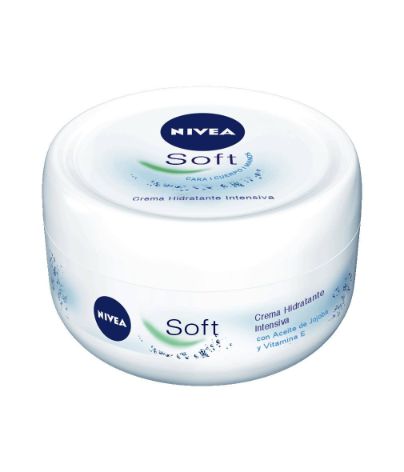 NIVEA
Soft
CARA I CUERPO I MANOS
Crema Hidratante Intensiva
NIVEA
Soft
Crema Hidratante
Intensiva
con Aceite de Jojoba
y Vitamina E